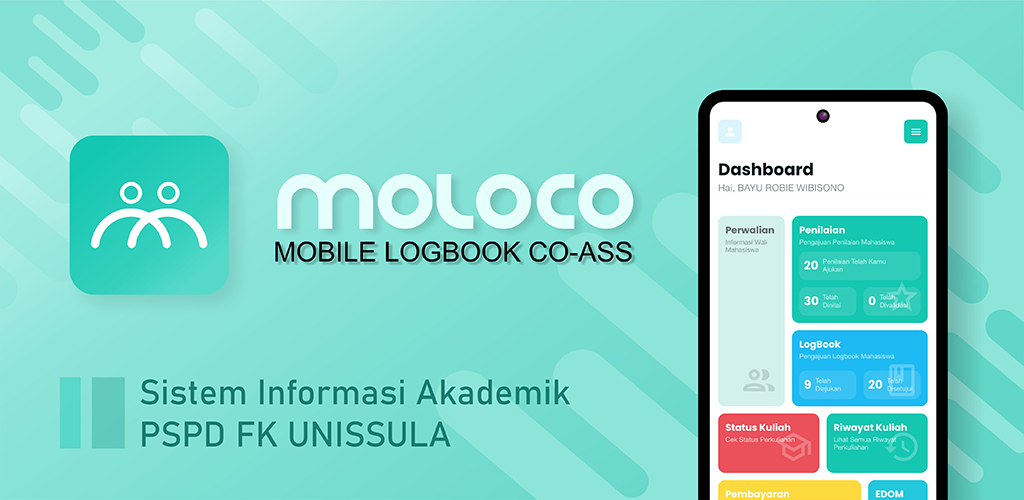 moloco
MOBILE LOGBOOK CO-ASS
Sistem Informasi Akademik
PSPD FK UNISSULA
Dashboard
Hai, BAYU ROBIE WIBISONO
Perwalian
Informasi Wali
Mahasiswa
Penilaian
Pengajuan Penilaian Mahasiswa
20 Penilaian Telah Kamu
Ajukan
30 Telah
Dinilai
0 Telah
Divalidasi
LogBook
Pengajuan Logbook Mahasiswa
9 Telah
Diajukan
20 Telah
Disetujui
Status Kuliah
Cek Status Perkuliahan
Riwayat Kuliah
Lihat Semua Riwayat
Perkuliahan
Pembayaran
EDOM